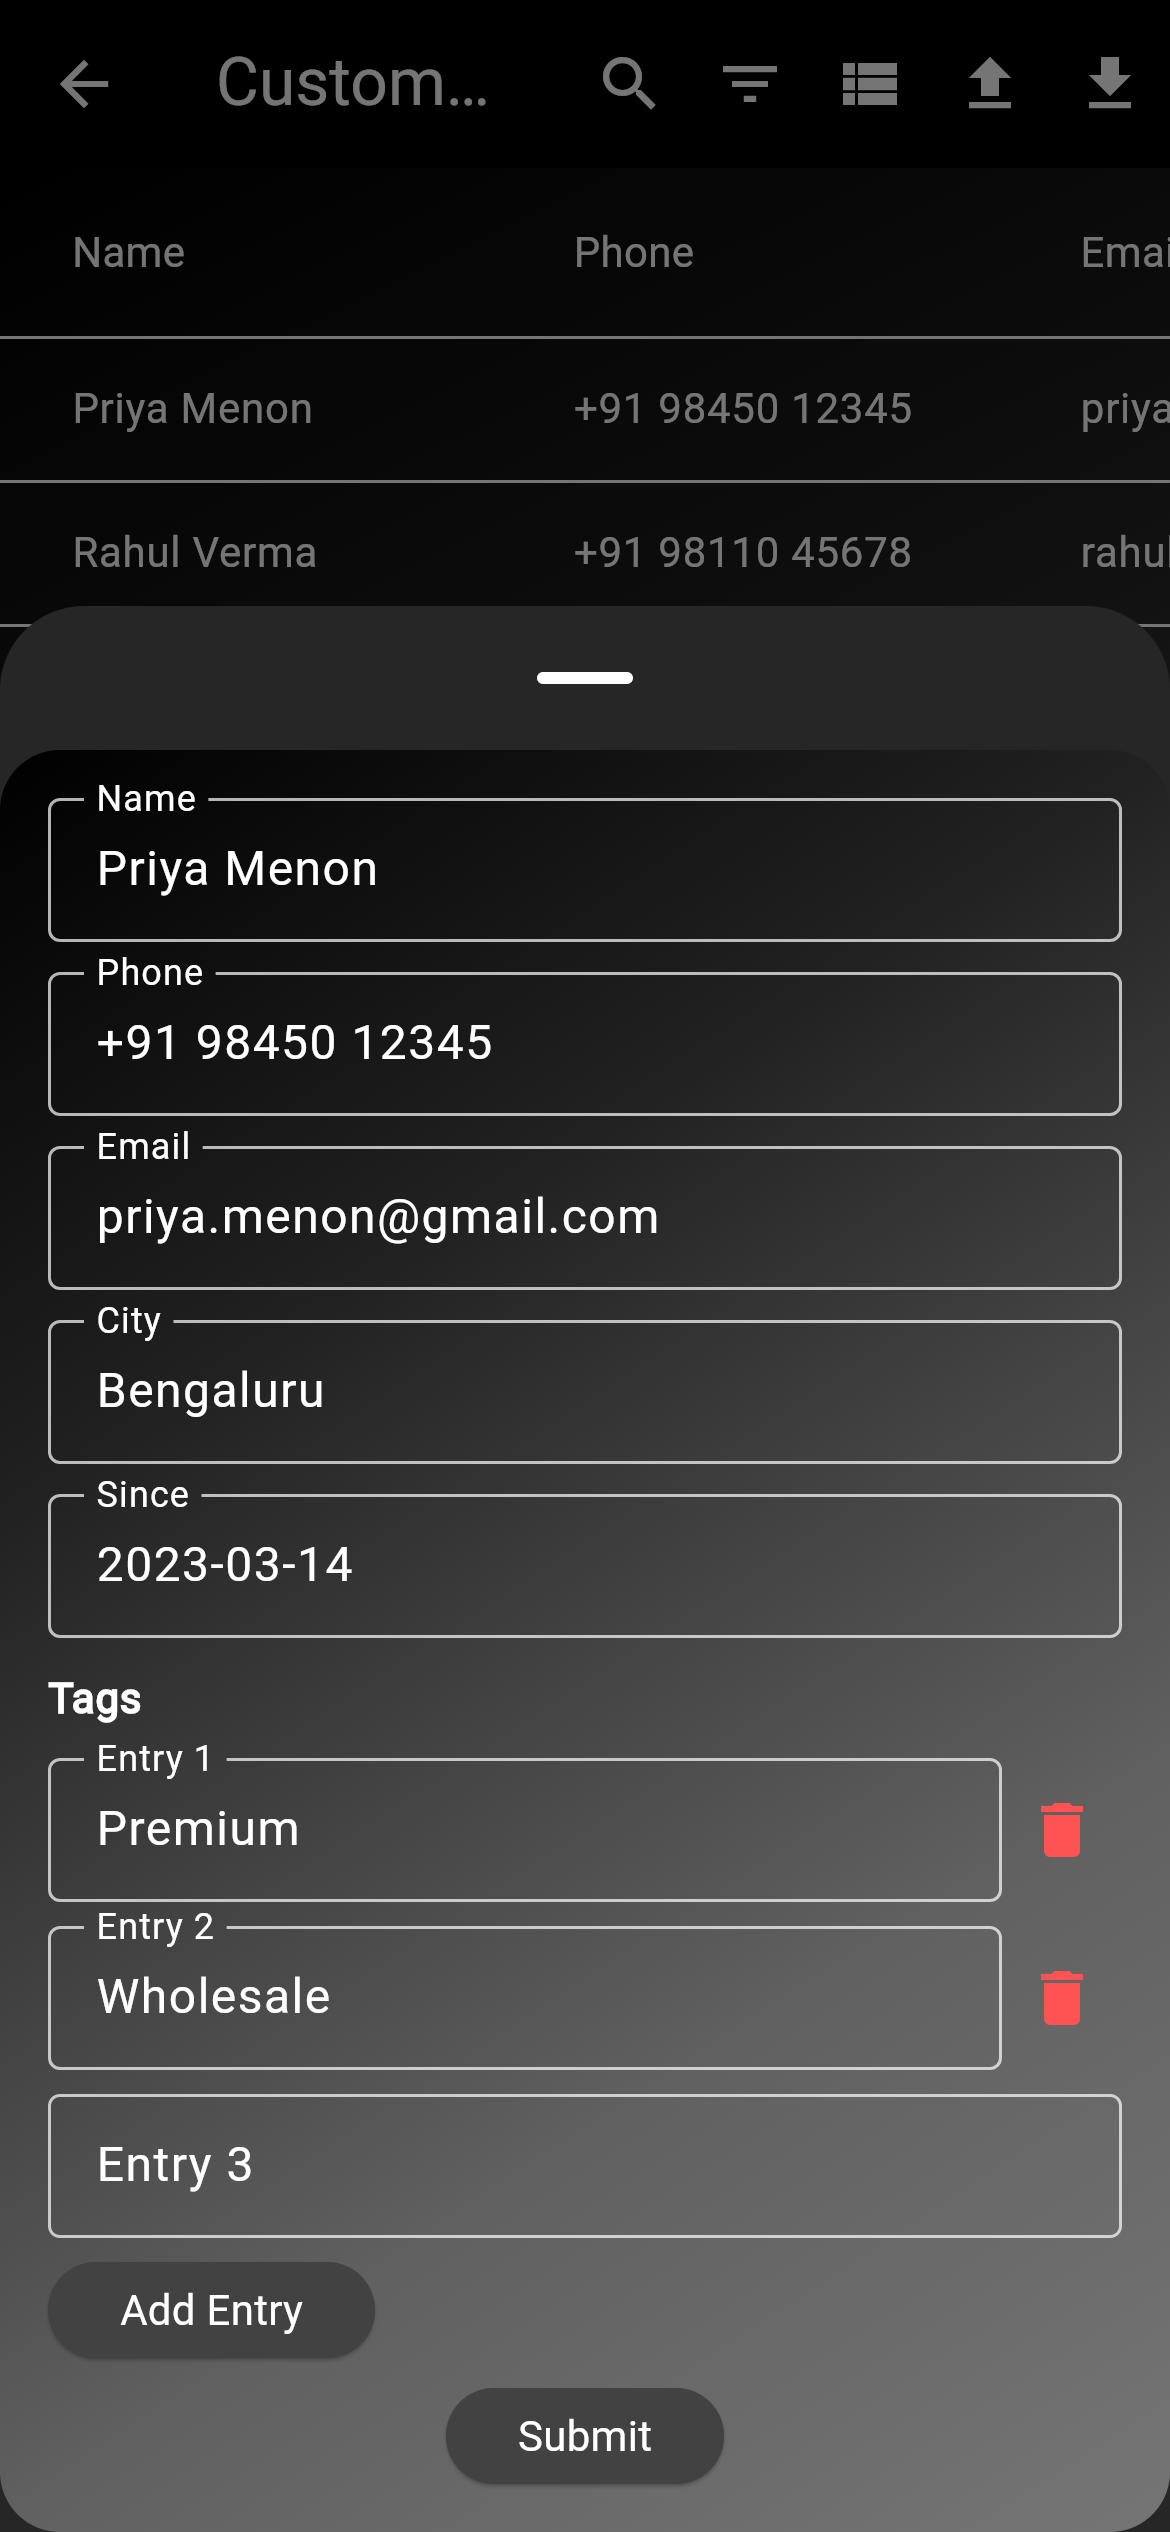 Custom...
Name Phone Emai
Priya Menon +91 98450 12345 priya
Rahul Verma +91 98110 45678 rahul
Name
Priya Menon
Phone
+91 98450 12345
Email
priya.menon@gmail.com
City
Bengaluru
Since
2023-03-14
Tags
Entry 1
Premium
Entry 2
Wholesale
Entry 3
Add Entry
Submit